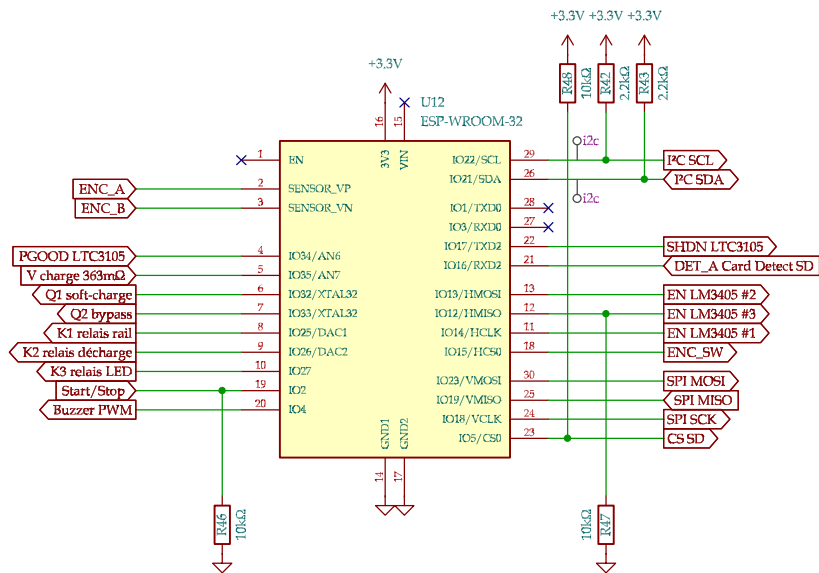 +3.3V +3.3V +3.3V
R48 10kΩ R42 2.2kΩ R43 2.2kΩ
+3.3V
U12
ESP-WROOM-32
16 15
3V3 VIN
1 EN
ENC_A 2 SENSOR_VP
ENC_B 3 SENSOR_VN
PGOOD LTC3105 4 IO34/AN6
V charge 363mΩ 5 IO35/AN7
Q1 soft-charge 6 IO32/XTAL32
Q2 bypass 7 IO33/XTAL32
K1 relais rail 8 IO25/DAC1
K2 relais décharge 9 IO26/DAC2
K3 relais LED 10 IO27
Start/Stop 19 IO2
Buzzer PWM 20 IO4
i2c
IO22/SCL 29 I²C SCL
IO21/SDA 26 I²C SDA
i2c
IO1/TXD0 28
IO3/RXD0 27
IO17/TXD2 22 SHDN LTC3105
IO16/RXD2 21 DET_A Card Detect SD
IO13/HMOSI 13 EN LM3405 #2
IO12/HMISO 12 EN LM3405 #3
IO14/HCLK 11 EN LM3405 #1
IO15/HCS0 18 ENC_SW
IO23/VMOSI 30 SPI MOSI
IO19/VMISO 25 SPI MISO
IO18/VCLK 24 SPI SCK
IO5/CS0 23 CS SD
GND1 GND2
14 17
R46 10kΩ
10kΩ R47